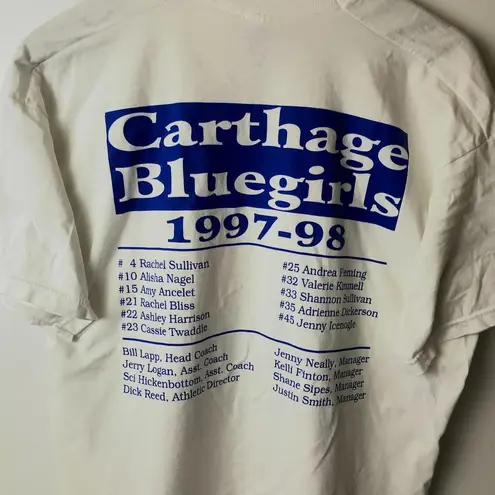 Carthage
Bluegirls
1997-98
# 4 Rachel Sullivan
#10 Alisha Nagel
#15 Amy Ancelet
#21 Rachel Bliss
#22 Ashley Harrison
#23 Cassie Twaddle
#25 Andrea Fleming
#32 Valerie Kimmell
#33 Shannon Sullivan
#35 Adrienne Dickerson
#45 Jenny Icenogle
Bill Lapp, Head Coach
Jerry Logan, Asst. Coach
Sci Hickenbottom, Asst. Coach
Dick Reed, Athletic Director
Jenny Neally, Manager
Kelli Finton, Manager
Shane Sipes, Manager
Justin Smith, Manager